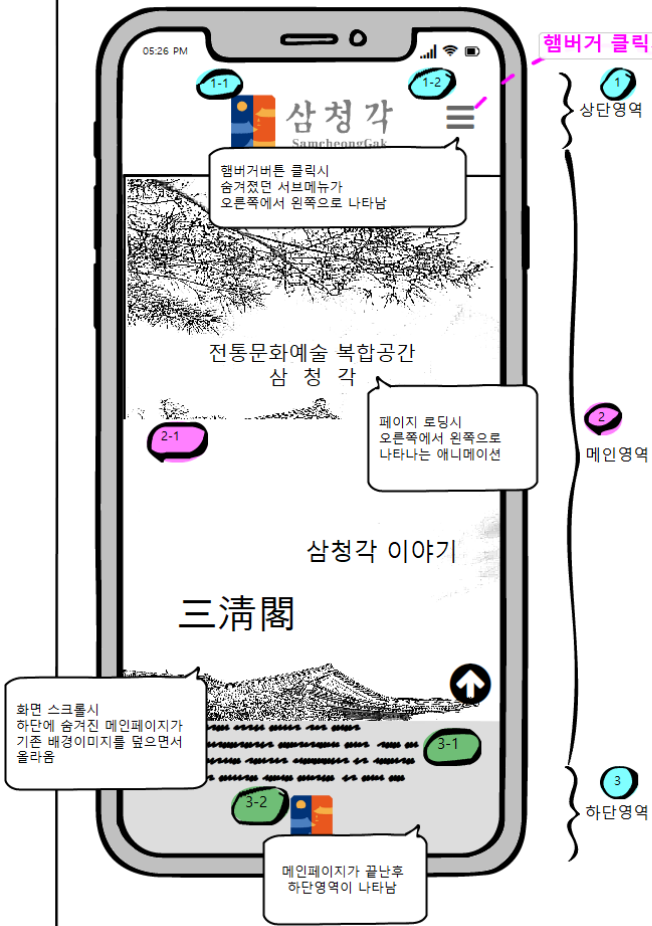 햄버거 클릭
05:26 PM
1-1
1-2
1
상단영역
삼청각
SamcheongGak
햄버거버튼 클릭시
숨겨졌던 서브메뉴가
오른쪽에서 왼쪽으로 나타남
전통문화예술 복합공간
삼 청 각
페이지 로딩시
오른쪽에서 왼쪽으로
나타나는 애니메이션
2
메인영역
2-1
삼청각 이야기
三淸閣
화면 스크롤시
하단에 숨겨진 메인페이지가
기존 배경이미지를 덮으면서
올라옴
3-1
3-2
3
하단영역
메인페이지가 끝난후
하단영역이 나타남